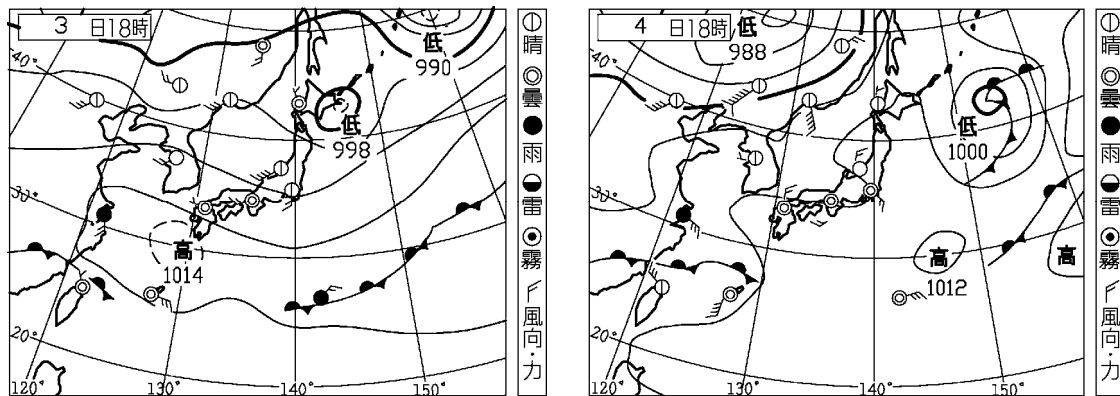 3 日18時
低
990
低
998
高
1014
40°
30°
20°
120°
130°
140°
150°
晴
曇
雨
雷
霧
風向・力
4 日18時
低
988
低
1000
高
1012
高
40°
30°
20°
120°
130°
140°
150°
晴
曇
雨
雷
霧
風向・力